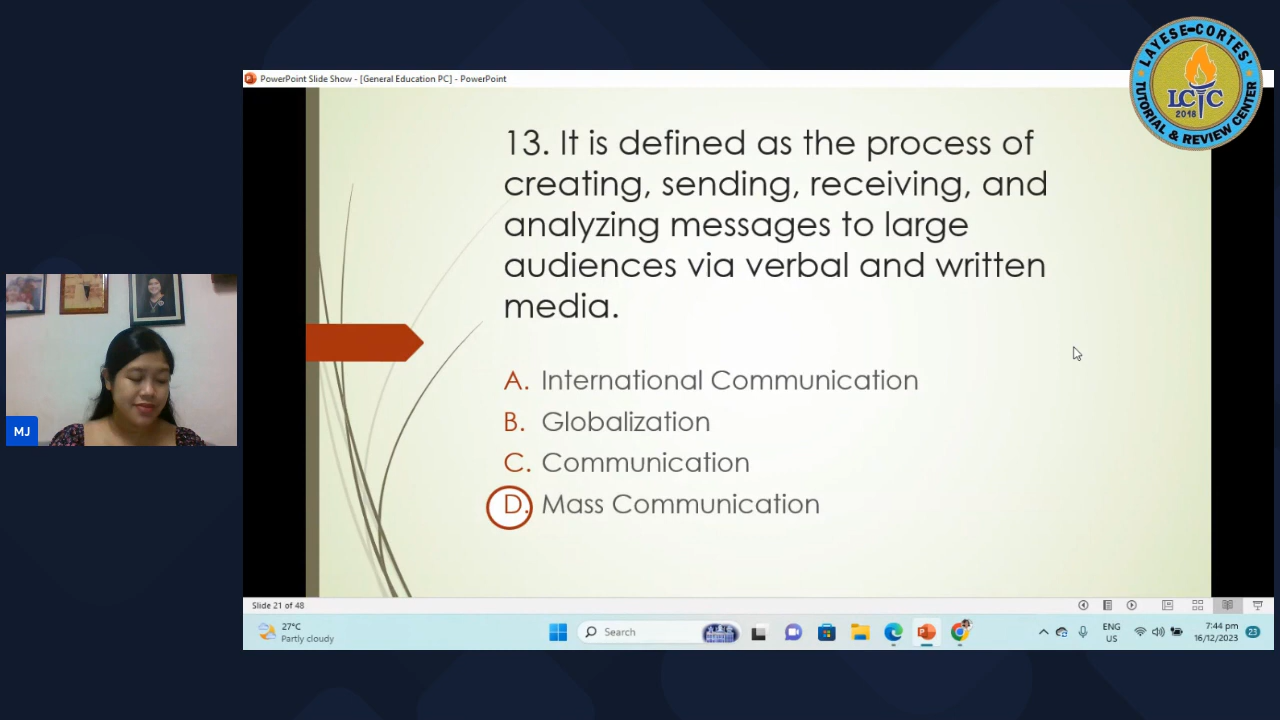 LAYESE-CORTES'
LCTC
2018
TUTORIAL & REVIEW CENTER
PowerPoint Slide Show - [General Education PC] - PowerPoint
13. It is defined as the process of
creating, sending, receiving, and
analyzing messages to large
audiences via verbal and written
media.
A. International Communication
B. Globalization
C. Communication
D. Mass Communication
MJ
Slide 21 of 48
27°C
Partly cloudy
Search
ENG
US
7:44 pm
16/12/2023
23